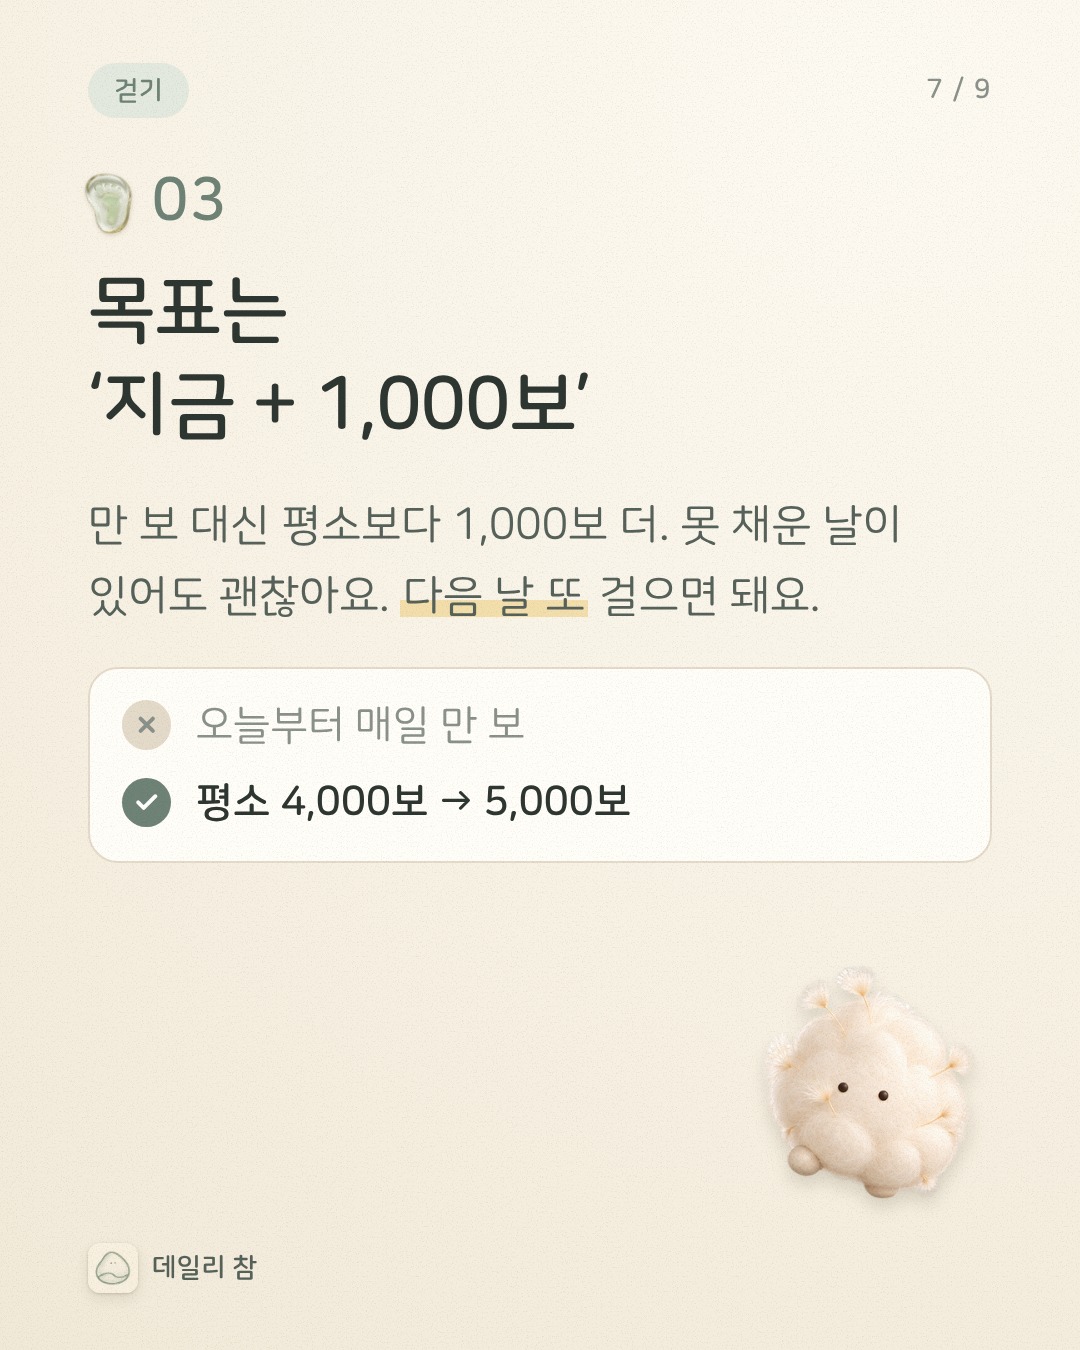 걷기
7 / 9
03
목표는
‘지금 + 1,000보’
만 보 대신 평소보다 1,000보 더. 못 채운 날이
있어도 괜찮아요. 다음 날 또 걸으면 돼요.
오늘부터 매일 만 보
평소 4,000보 → 5,000보
데일리 참